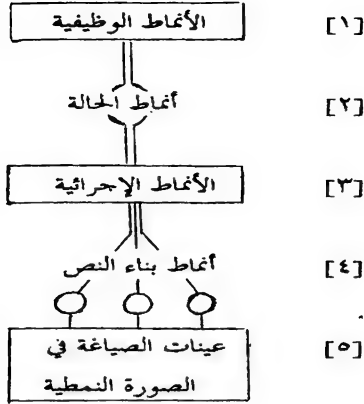 الأنماط الوظيفية [١]
أنماط الحالة [٢]
الأنماط الإجرائية [٣]
أنماط بناء النص [٤]
عينات الصياغة في [٥]
الصورة النمطية